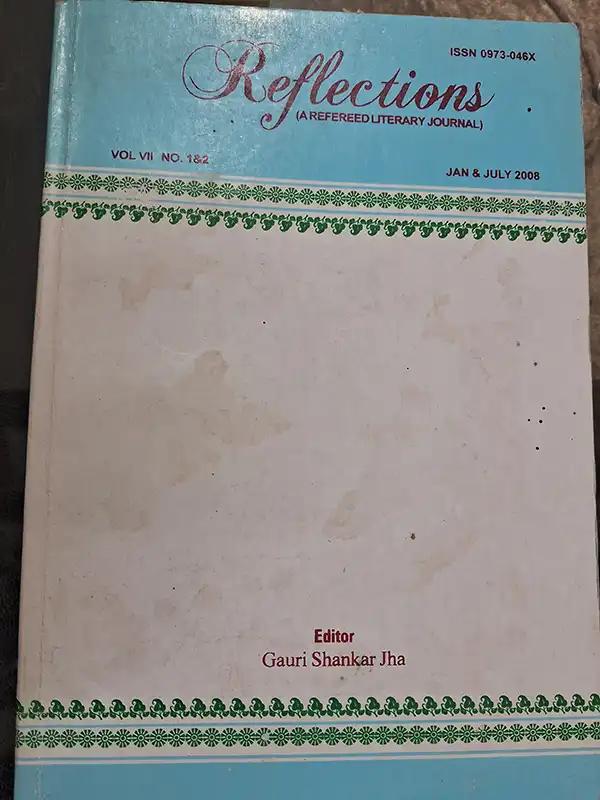 ISSN 0973-046X
Reflections
(A REFEREED LITERARY JOURNAL)
VOL VII NO. 1&2
JAN & JULY 2008
Editor
Gauri Shankar Jha